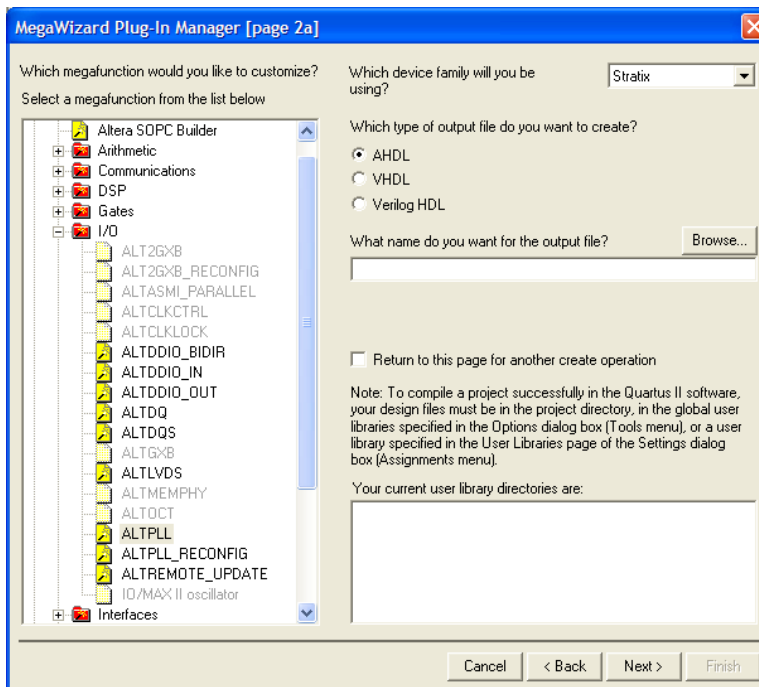 MegaWizard Plug-In Manager [page 2a]
Which megafunction would you like to customize?
Select a megafunction from the list below
Altera SOPC Builder
Arithmetic
Communications
DSP
Gates
I/O
ALT2GXB
ALT2GXB_RECONFIG
ALTASMI_PARALLEL
ALTCLKCTRL
ALTCLKLOCK
ALTDDIO_BIDIR
ALTDDIO_IN
ALTDDIO_OUT
ALTDQ
ALTDQS
ALTGXB
ALTLVDS
ALTMEMPHY
ALTOCT
ALTPLL
ALTPLL_RECONFIG
ALTREMOTE_UPDATE
IO/MAX II oscillator
Interfaces
Which device family will you be
using?
Stratix
Which type of output file do you want to create?
AHDL
VHDL
Verilog HDL
What name do you want for the output file?
Browse...
Return to this page for another create operation
Note: To compile a project successfully in the Quartus II software,
your design files must be in the project directory, in the global user
libraries specified in the Options dialog box (Tools menu), or a user
library specified in the User Libraries page of the Settings dialog
box (Assignments menu).
Your current user library directories are:
Cancel
< Back
Next >
Finish